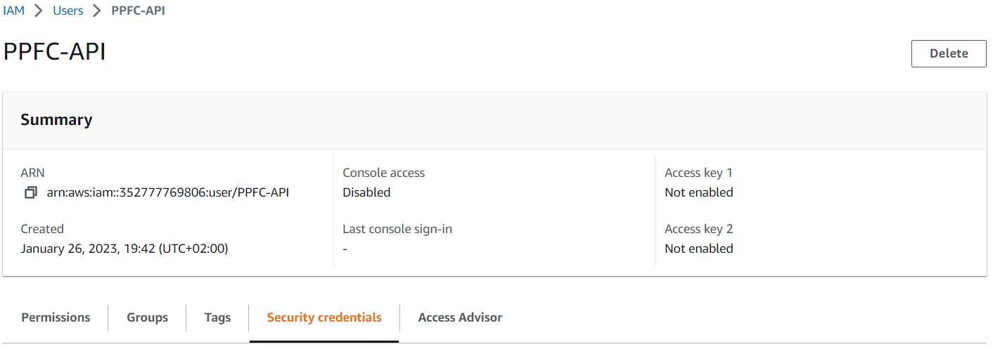 IAM > Users > PPFC-API
PPFC-API
Delete
Summary
ARN
arn:aws:iam::352777769806:user/PPFC-API
Created
January 26, 2023, 19:42 (UTC+02:00)
Console access
Disabled
Last console sign-in
-
Access key 1
Not enabled
Access key 2
Not enabled
Permissions
Groups
Tags
Security credentials
Access Advisor